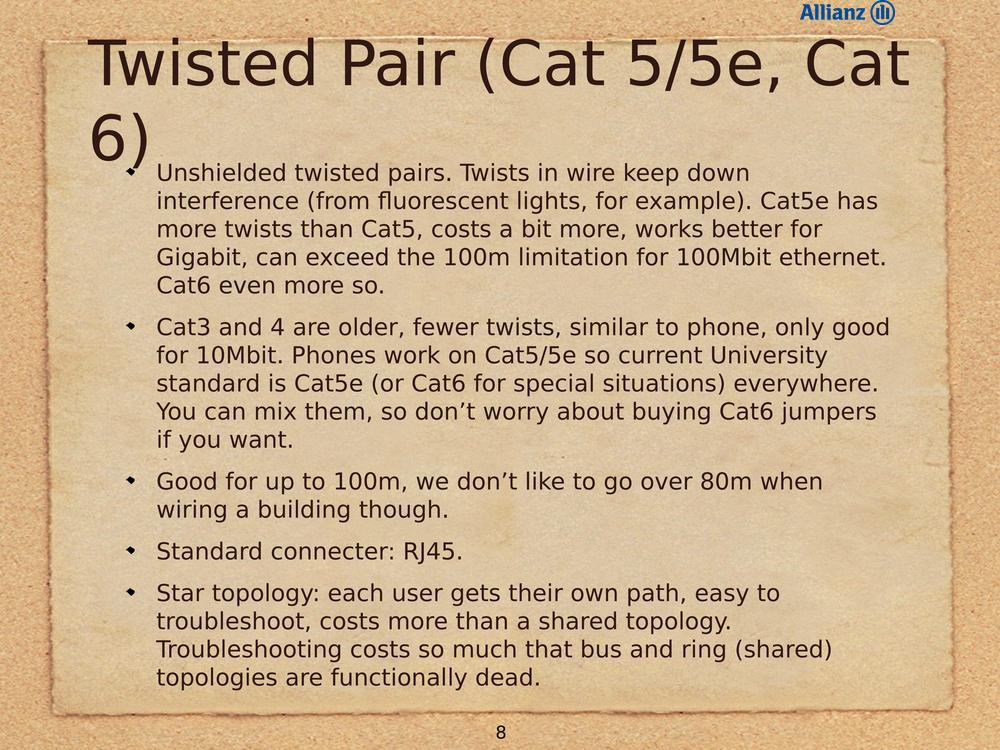 Allianz
Twisted Pair (Cat 5/5e, Cat
6)
Unshielded twisted pairs. Twists in wire keep down
interference (from fluorescent lights, for example). Cat5e has
more twists than Cat5, costs a bit more, works better for
Gigabit, can exceed the 100m limitation for 100Mbit ethernet.
Cat6 even more so.
Cat3 and 4 are older, fewer twists, similar to phone, only good
for 10Mbit. Phones work on Cat5/5e so current University
standard is Cat5e (or Cat6 for special situations) everywhere.
You can mix them, so don’t worry about buying Cat6 jumpers
if you want.
Good for up to 100m, we don’t like to go over 80m when
wiring a building though.
Standard connecter: RJ45.
Star topology: each user gets their own path, easy to
troubleshoot, costs more than a shared topology.
Troubleshooting costs so much that bus and ring (shared)
topologies are functionally dead.
8